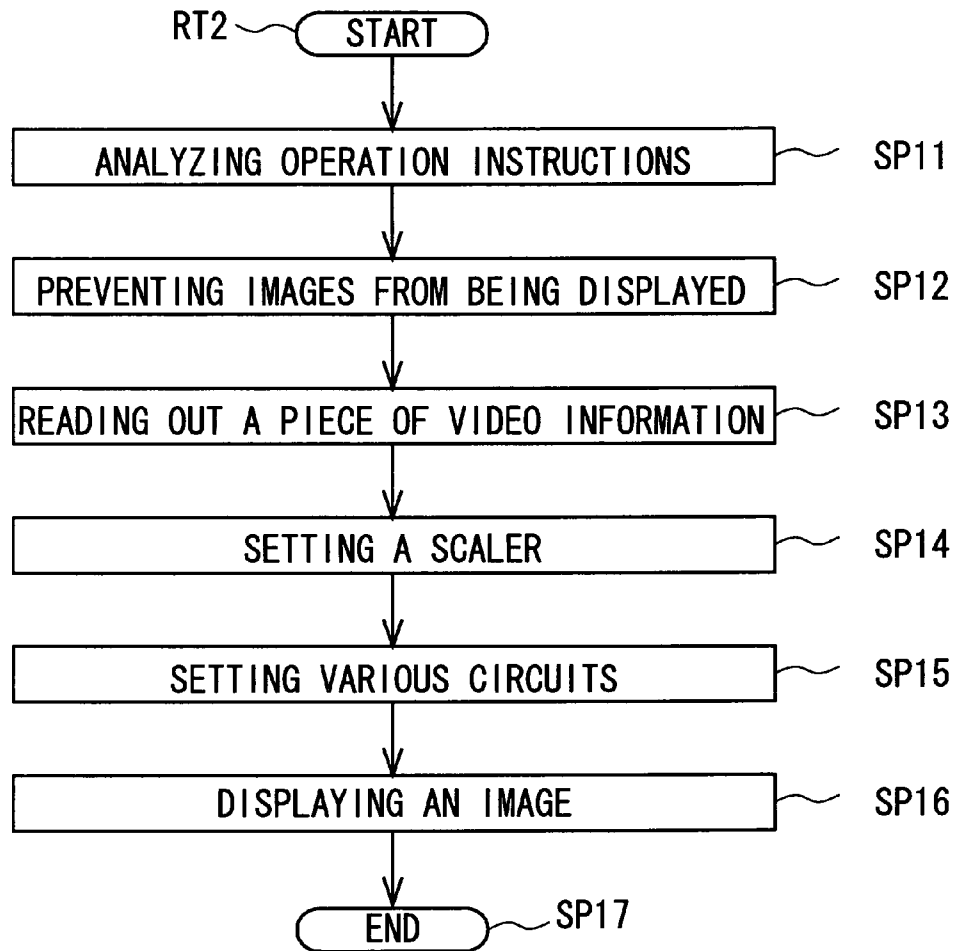 RT2 START
ANALYZING OPERATION INSTRUCTIONS SP11
PREVENTING IMAGES FROM BEING DISPLAYED SP12
READING OUT A PIECE OF VIDEO INFORMATION SP13
SETTING A SCALER SP14
SETTING VARIOUS CIRCUITS SP15
DISPLAYING AN IMAGE SP16
END SP17